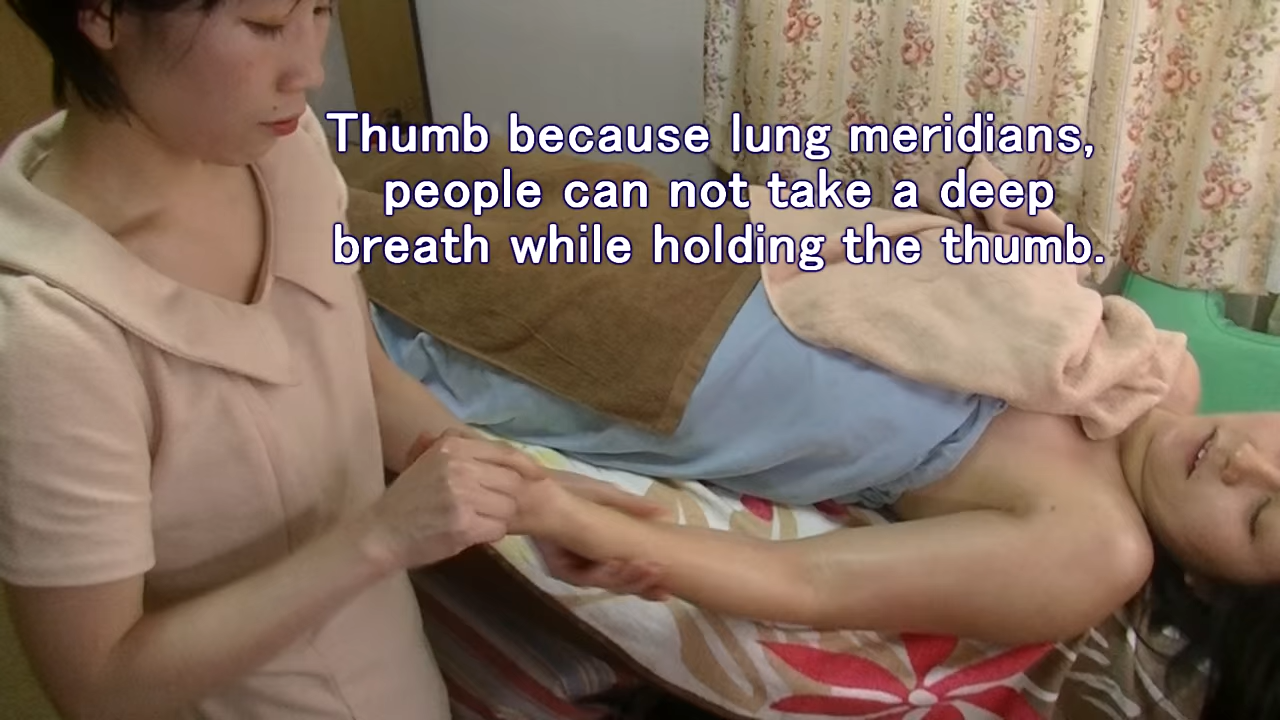 Thumb because lung meridians,
people can not take a deep
breath while holding the thumb.